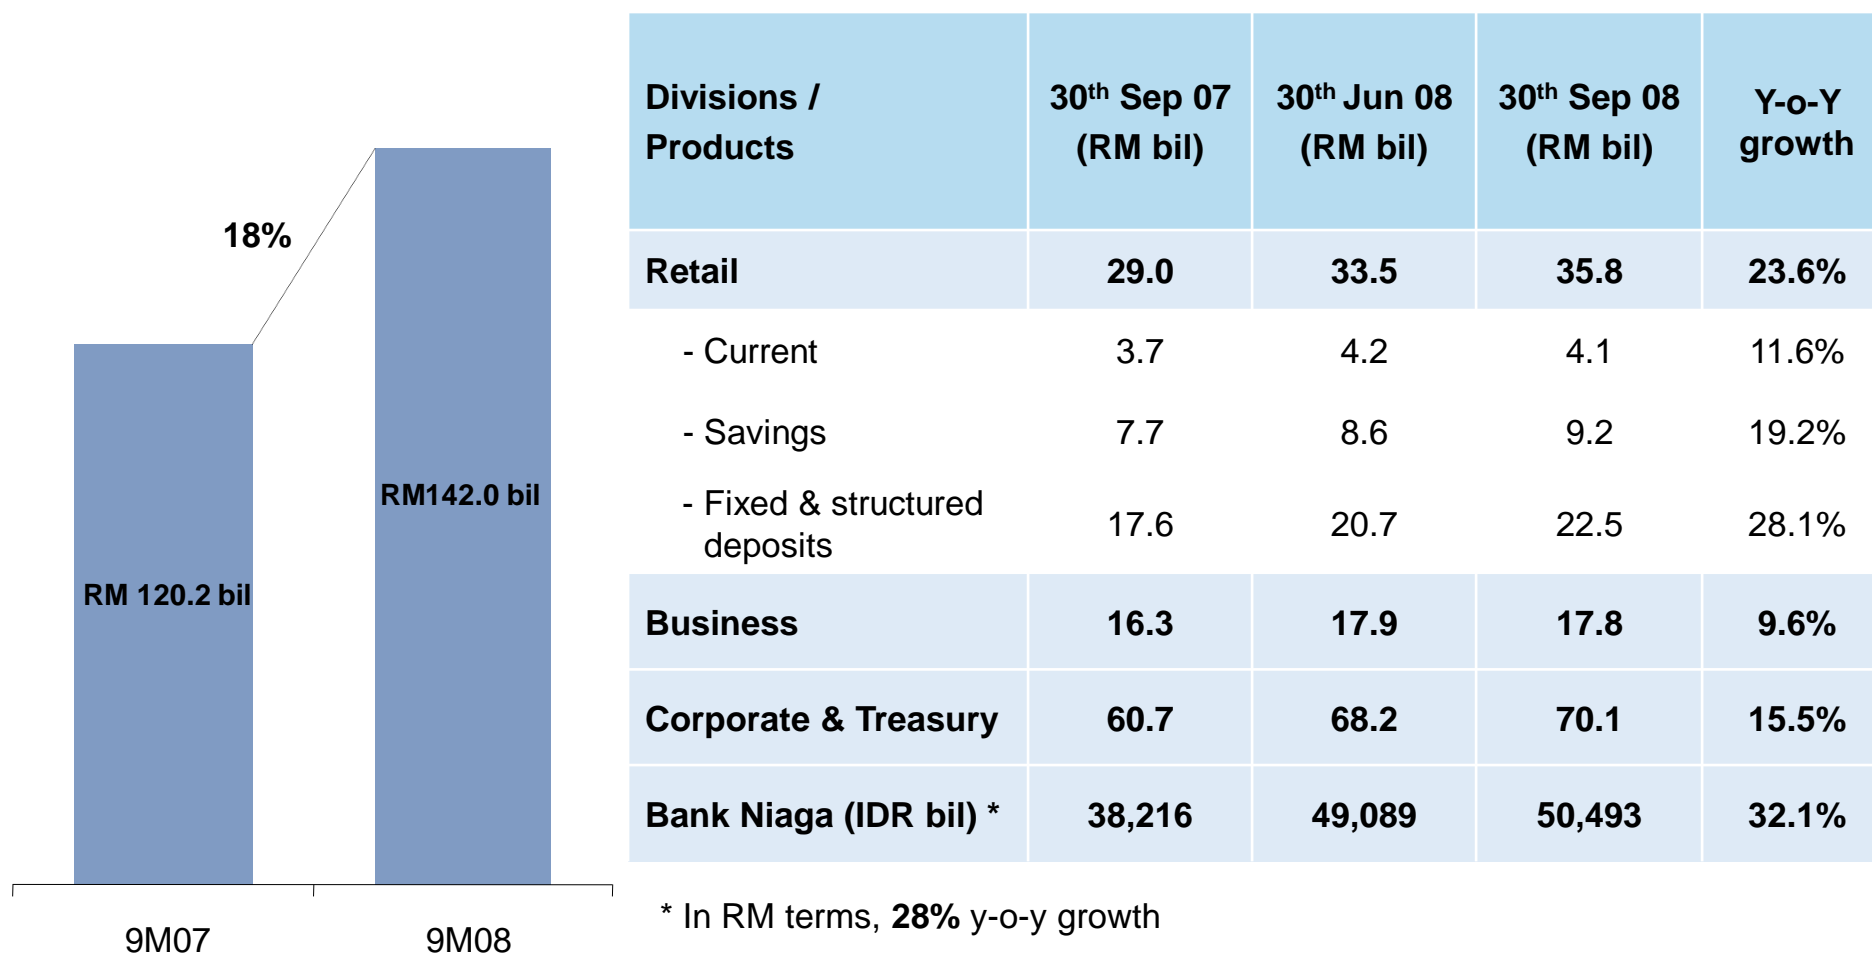 18%
RM 120.2 bil
RM142.0 bil
9M07 9M08
Divisions / Products 30th Sep 07 (RM bil) 30th Jun 08 (RM bil) 30th Sep 08 (RM bil) Y-o-Y growth
Retail 29.0 33.5 35.8 23.6%
- Current 3.7 4.2 4.1 11.6%
- Savings 7.7 8.6 9.2 19.2%
- Fixed & structured deposits 17.6 20.7 22.5 28.1%
Business 16.3 17.9 17.8 9.6%
Corporate & Treasury 60.7 68.2 70.1 15.5%
Bank Niaga (IDR bil) * 38,216 49,089 50,493 32.1%
* In RM terms, 28% y-o-y growth